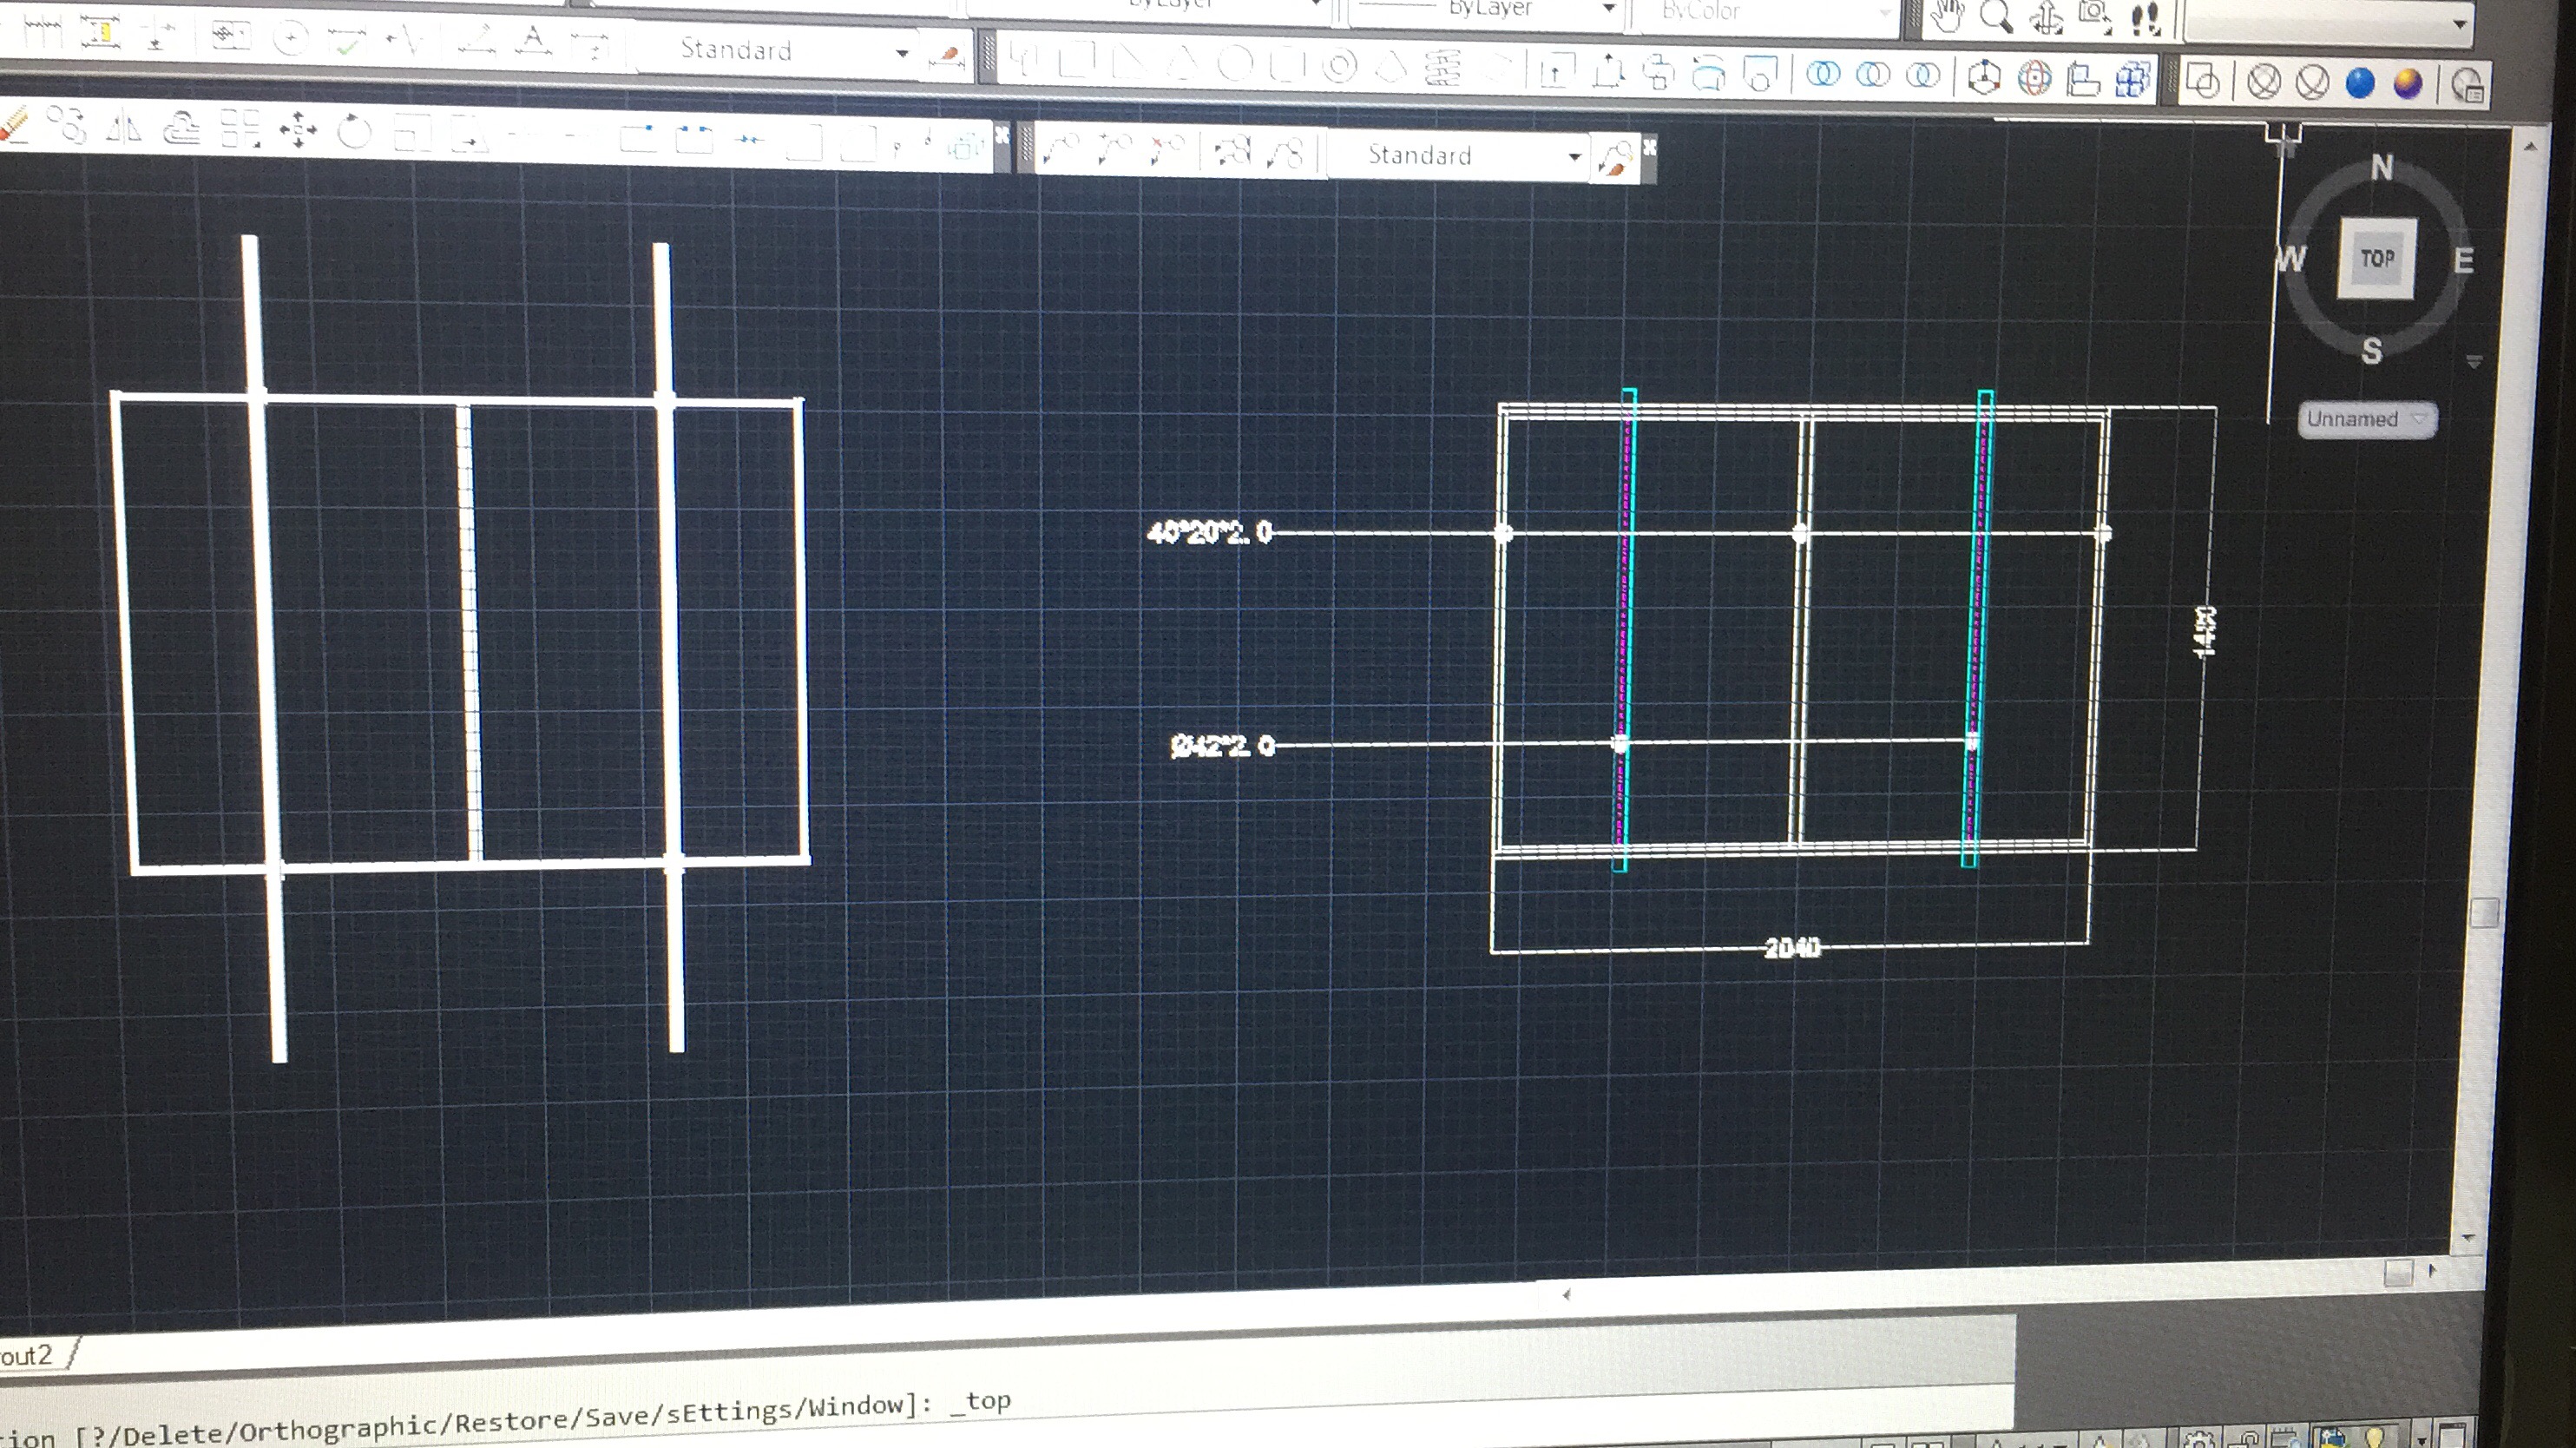 ByLayer
ByLayer
ByColor
Standard
Standard
N
W
TOP
E
S
Unnamed
40*20*2.0
Ø42*2.0
2040
out2
ion [?/Delete/Orthographic/Restore/Save/sEttings/Window]: _top